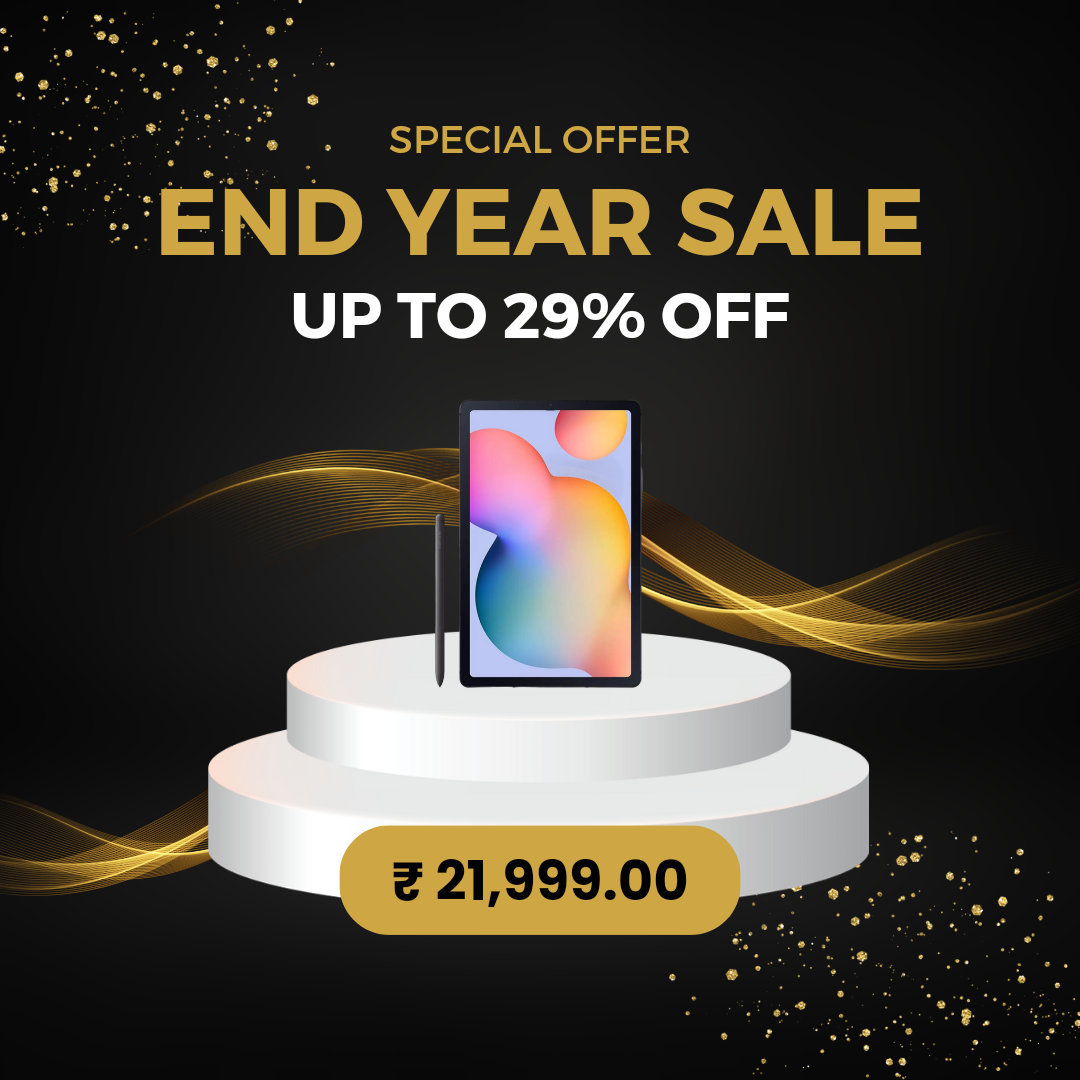 SPECIAL OFFER
END YEAR SALE
UP TO 29% OFF
₹ 21,999.00